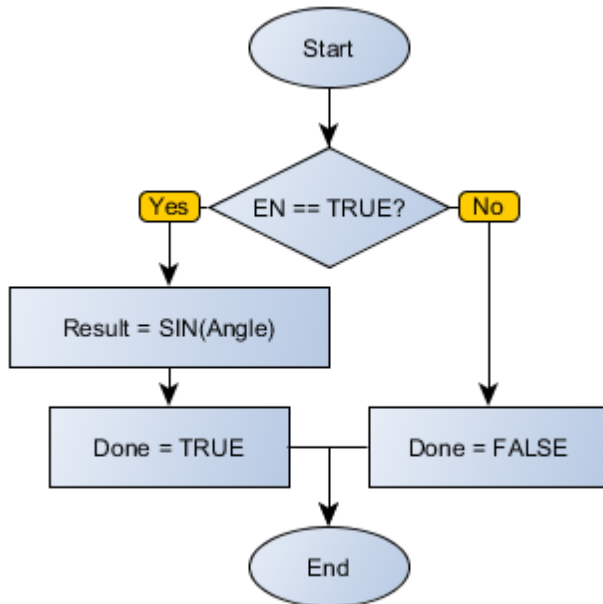 Start
EN == TRUE?
Yes
No
Result = SIN(Angle)
Done = TRUE
Done = FALSE
End